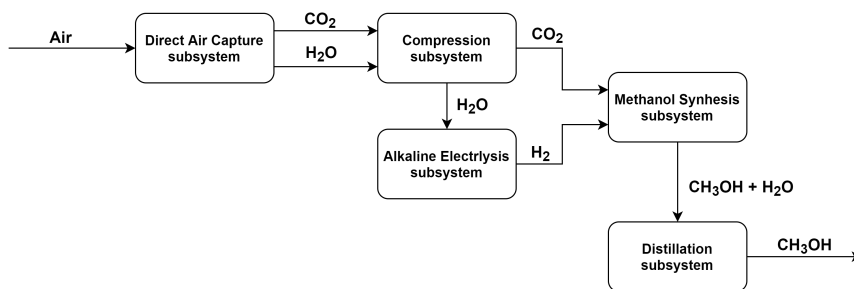 Air
Direct Air Capture
subsystem
CO₂
H₂O
Compression
subsystem
CO₂
H₂O
Alkaline Electrlysis
subsystem
H₂
Methanol Synhesis
subsystem
CH₃OH + H₂O
Distillation
subsystem
CH₃OH